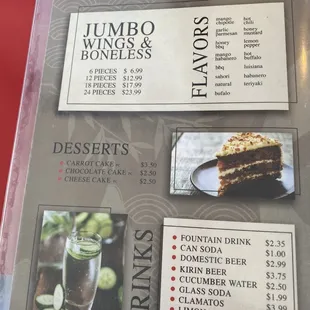 JUMBO
WINGS &
BONELESS
6 PIECES $ 6.99
12 PIECES $12.99
18 PIECES $17.99
24 PIECES $23.99
FLAVORS
mango chipotle
garlic parmesan
honey bbq
mango habanero
bbq
sabori
natural
bufalo
hot chili
honey mustard
lemon pepper
hot buffalo
luisiana
habanero
teriyaki
DESSERTS
CARROT CAKE $3.50
CHOCOLATE CAKE $2.50
CHEESE CAKE $2.50
DRINKS
FOUNTAIN DRINK $2.35
CAN SODA $1.00
DOMESTIC BEER $2.99
KIRIN BEER $3.75
CUCUMBER WATER $2.50
GLASS SODA $1.99
CLAMATOS $3.99